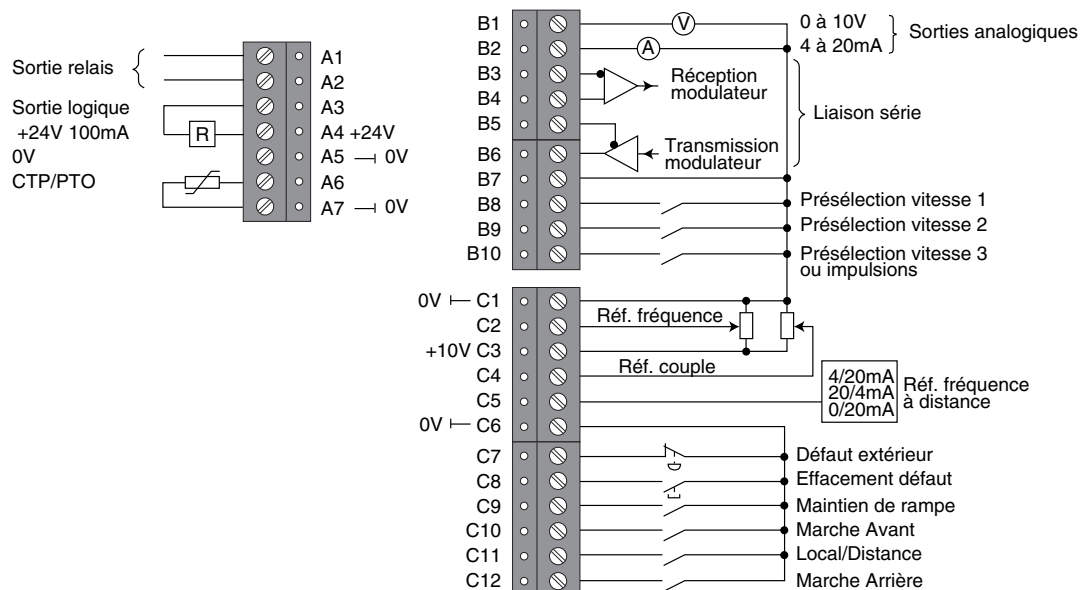 Sortie relais
Sortie logique
+24V 100mA
0V
CTP/PTO
R
A1
A2
A3
A4 +24V
A5 0V
A6
A7 0V
B1
B2
B3
B4
B5
B6
B7
B8
B9
B10
V
A
0 à 10V
4 à 20mA
Sorties analogiques
Réception
modulateur
Transmission
modulateur
Liaison série
Présélection vitesse 1
Présélection vitesse 2
Présélection vitesse 3
ou impulsions
0V C1
C2
+10V C3
C4
C5
0V C6
C7
C8
C9
C10
C11
C12
Réf. fréquence
Réf. couple
4/20mA
20/4mA
0/20mA
Réf. fréquence
à distance
Défaut extérieur
Effacement défaut
Maintien de rampe
Marche Avant
Local/Distance
Marche Arrière